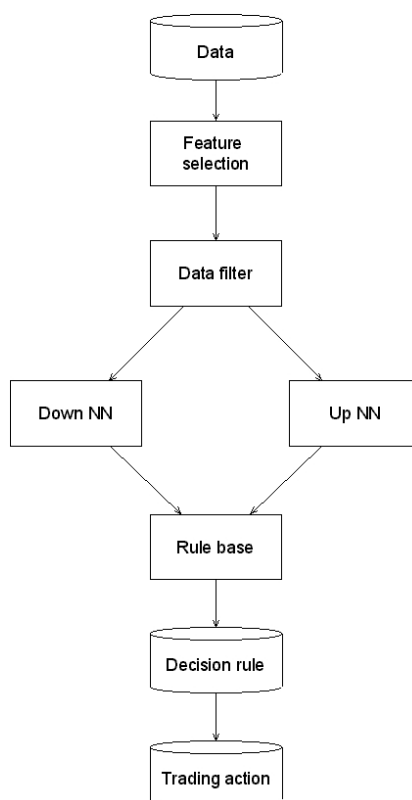 Data
Feature
selection
Data filter
Down NN
Up NN
Rule base
Decision rule
Trading action